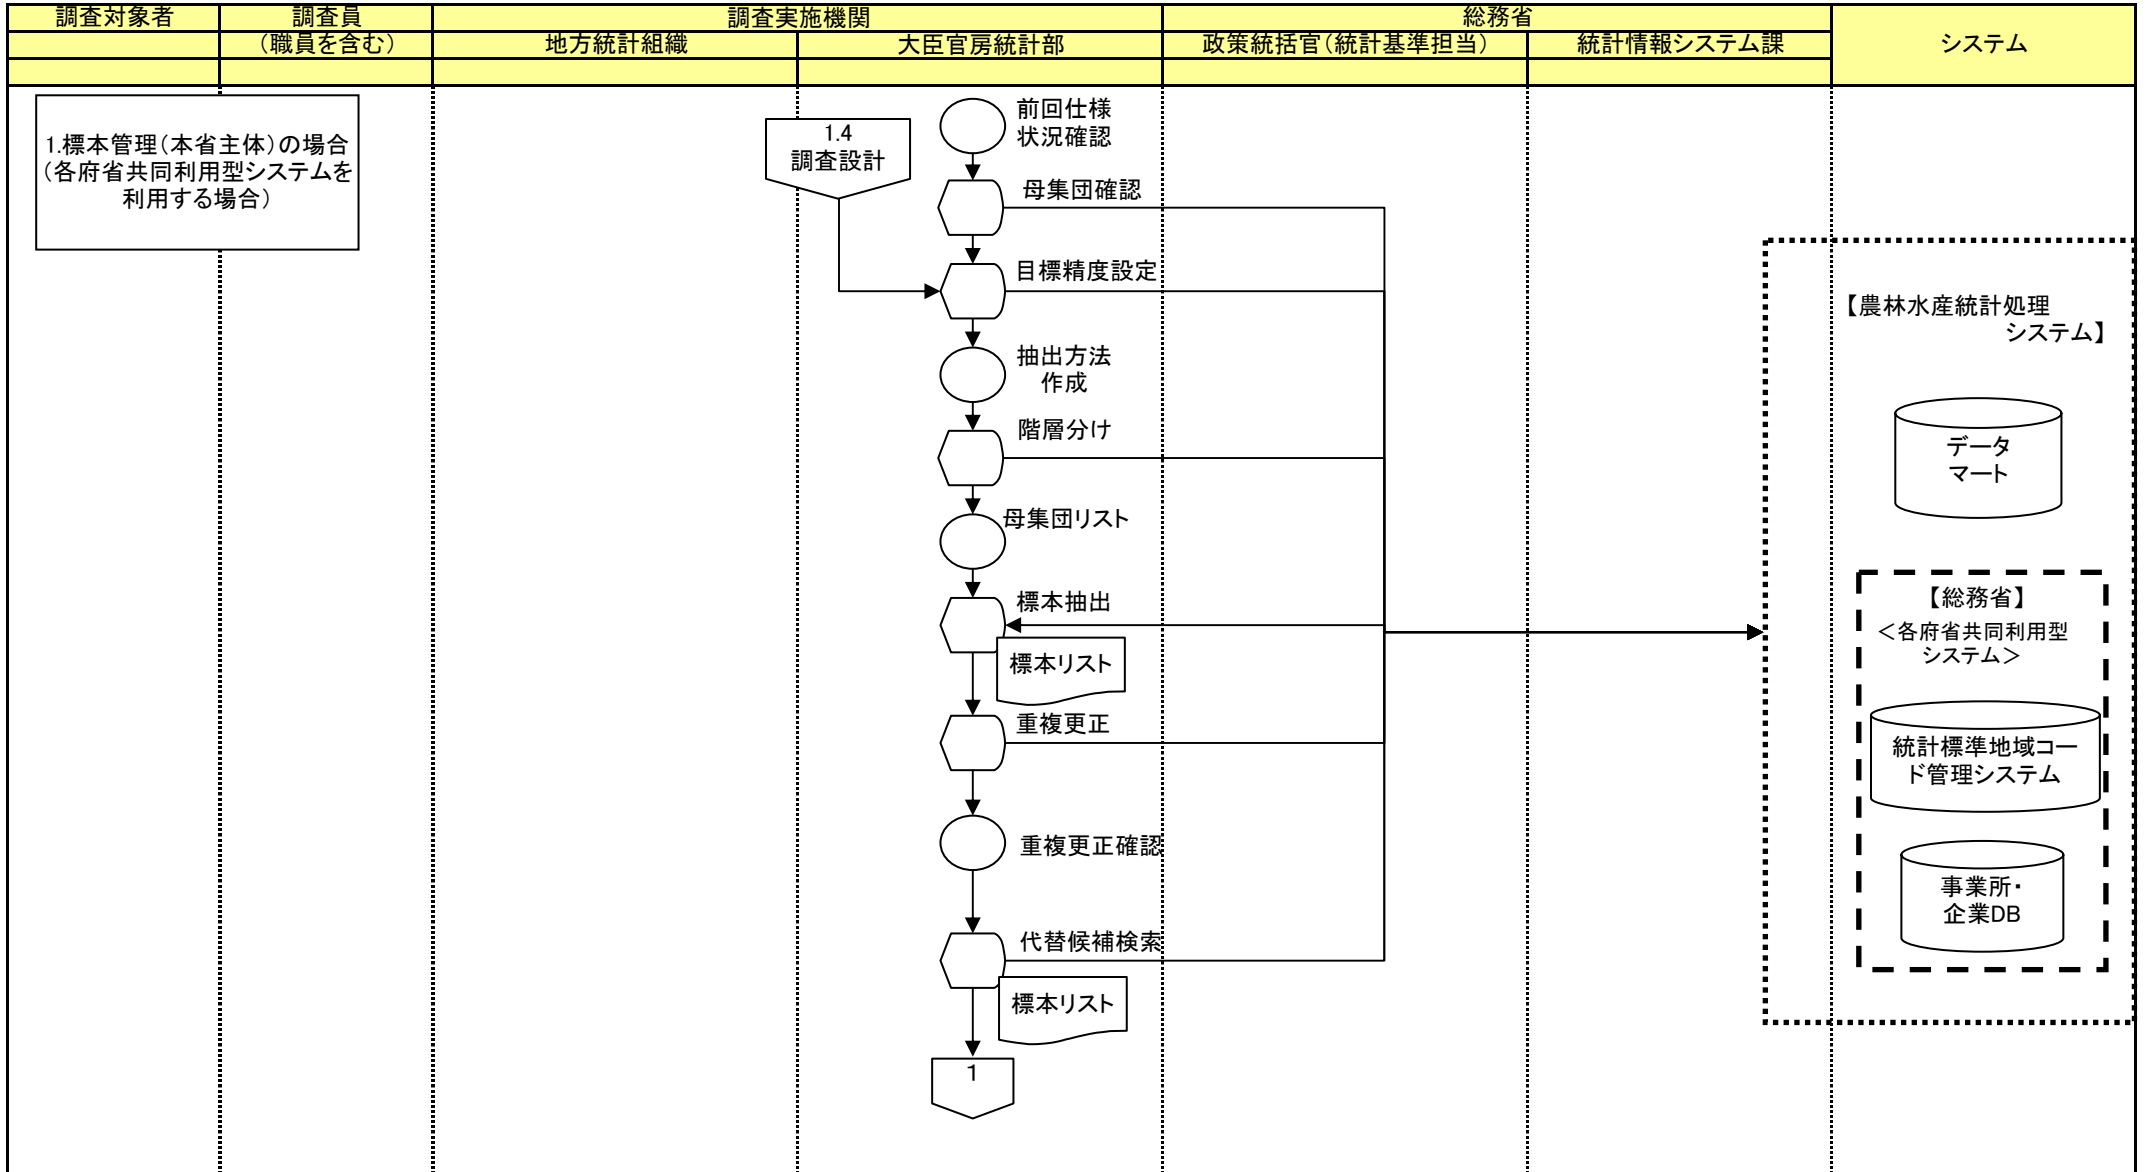 調査対象者
調査員
調査実施機関
総務省
システム
（職員を含む）
地方統計組織
大臣官房統計部
政策統括官（統計基準担当）
統計情報システム課
1.標本管理（本省主体）の場合
（各府省共同利用型システムを
利用する場合）
1.4
調査設計
前回仕様
状況確認
母集団確認
目標精度設定
抽出方法
作成
階層分け
母集団リスト
標本抽出
標本リスト
重複更正
重複更正確認
代替候補検索
標本リスト
1
【農林水産統計処理
システム】
データ
マート
【総務省】
＜各府省共同利用型
システム＞
統計標準地域コー
ド管理システム
事業所・
企業DB